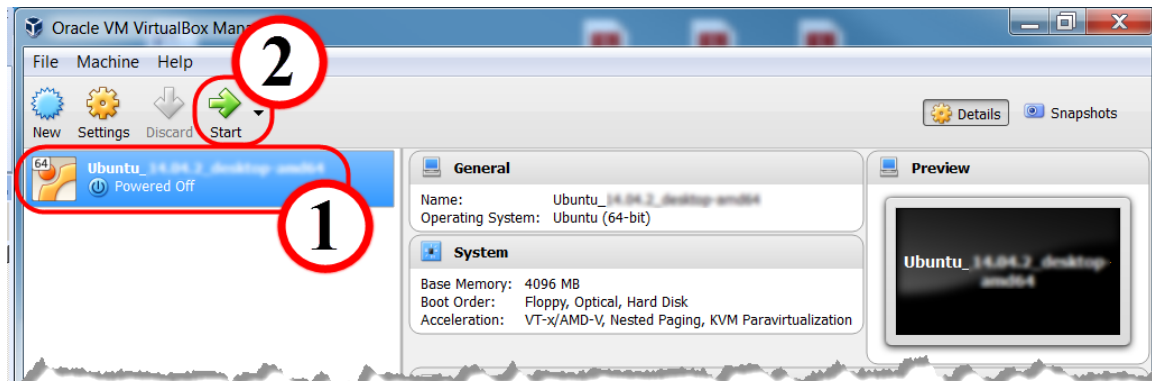 Oracle VM VirtualBox Man
File Machine Help
2
New Settings Discard Start
Details Snapshots
64
Ubuntu_
Powered Off
1
General
Name: Ubuntu_
Operating System: Ubuntu (64-bit)
System
Base Memory: 4096 MB
Boot Order: Floppy, Optical, Hard Disk
Acceleration: VT-x/AMD-V, Nested Paging, KVM Paravirtualization
Preview
Ubuntu_